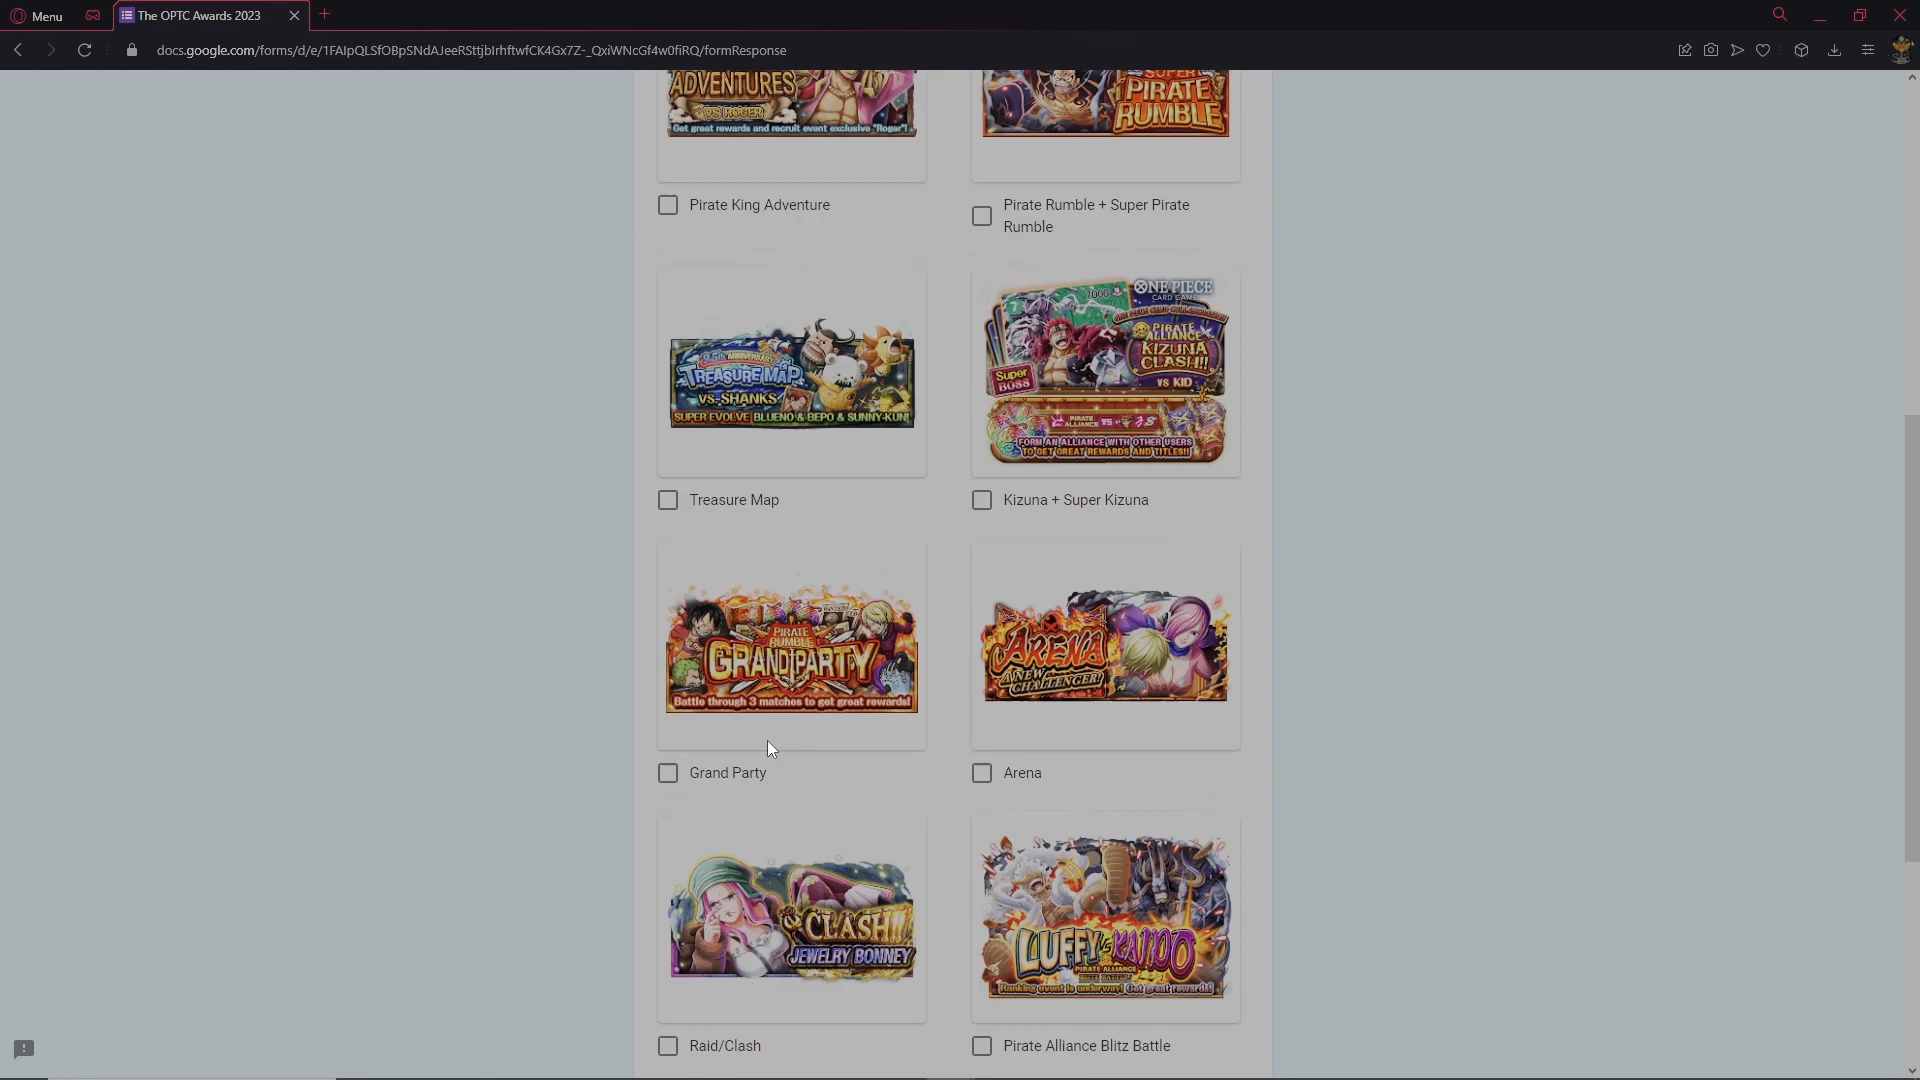 Menu
The OPTC Awards 2023
docs.google.com/forms/d/e/1FAIpQLSfOBpSNdAJeeRSttjbIrhftwfCK4Gx7Z-_QxiWNcGf4w0fiRQ/formResponse
ADVENTURES
VS ROGER
Get great rewards and recruit event exclusive "Roger"!
SUPER
PIRATE
RUMBLE
Pirate King Adventure
Pirate Rumble + Super Pirate
Rumble
ANNIVERSARY
TREASURE MAP
VS. SHANKS
SUPER EVOLVE BLUENO & BEPO & SUNNY-KUN!
7000
ONE PIECE
CARD GAME
PIRATE
ALLIANCE
KIZUNA
CLASH!!
VS KID
Super
BOSS
PIRATE
ALLIANCE VS
FORM AN ALLIANCE WITH OTHER USERS
TO GET GREAT REWARDS AND TITLES!!
Treasure Map
Kizuna + Super Kizuna
PIRATE
RUMBLE
GRAND PARTY
Battle through 3 matches to get great rewards!
ARENA
A NEW
CHALLENGER!
Grand Party
Arena
CLASH!!
JEWELRY BONNEY
LUFFY VS KAIDO
PIRATE ALLIANCE
Ranking event is underway! Get great rewards!
Raid/Clash
Pirate Alliance Blitz Battle